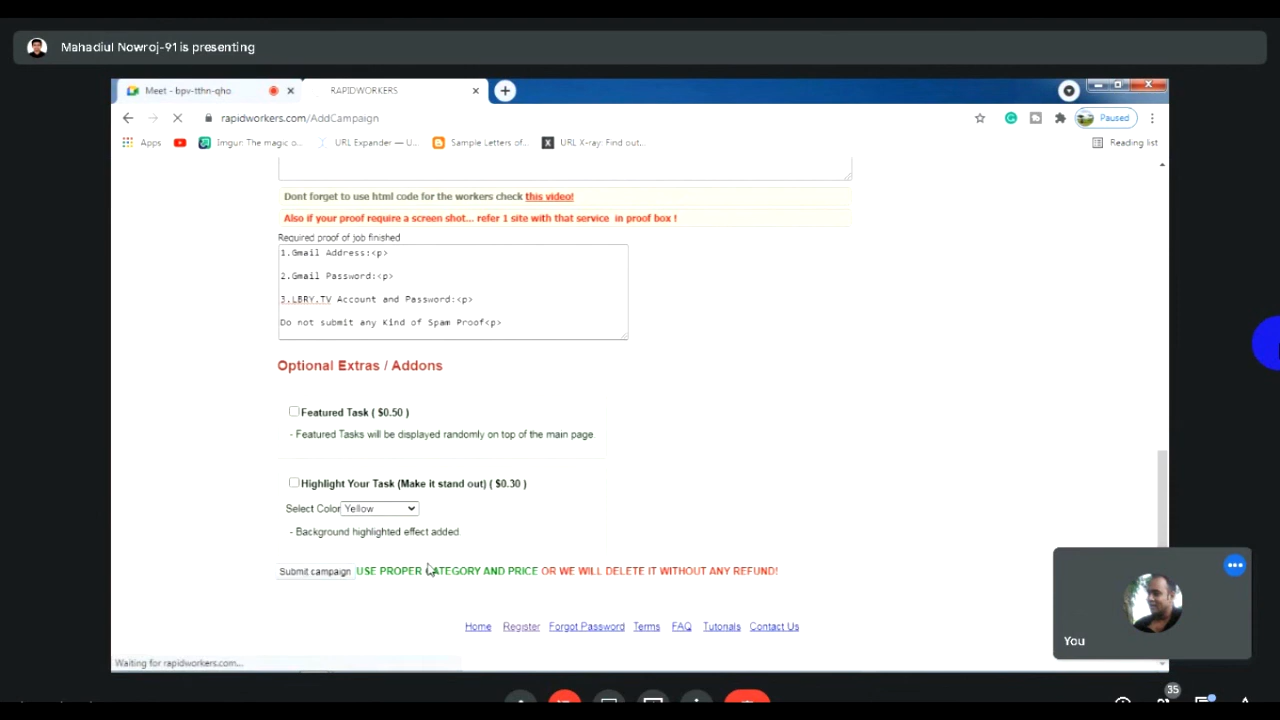 Mahadiul Nowroj-91 is presenting
Meet - bpv-tthn-qho
RAPIDWORKERS
rapidworkers.com/AddCampaign
Paused
Apps
Imgur: The magic o...
URL Expander — U...
Sample Letters of...
URL X-ray: Find out...
Reading list
Dont forget to use html code for the workers check this video!
Also if your proof require a screen shot... refer 1 site with that service in proof box !
Required proof of job finished
1.Gmail Address:<p>
2.Gmail Password:<p>
3.LBRY.TV Account and Password:<p>
Do not submit any Kind of Spam Proof<p>
Optional Extras / Addons
Featured Task ( $0.50 )
- Featured Tasks will be displayed randomly on top of the main page.
Highlight Your Task (Make it stand out) ( $0.30 )
Select Color Yellow
- Background highlighted effect added.
Submit campaign USE PROPER CATEGORY AND PRICE OR WE WILL DELETE IT WITHOUT ANY REFUND!
Home Register Forgot Password Terms FAQ Tutorials Contact Us
You
Waiting for rapidworkers.com...
35